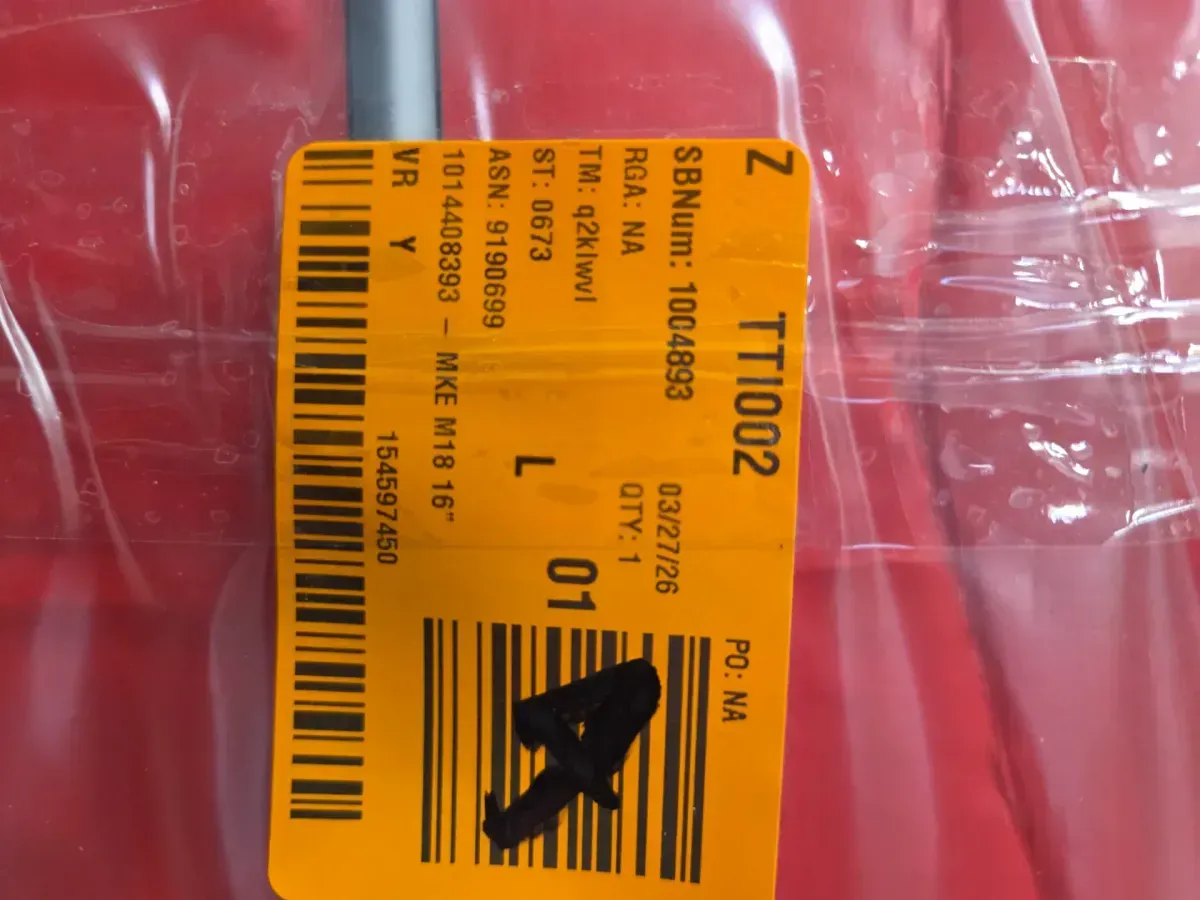 Z TTI002 PO: NA
SBNum: 1004893 03/27/26
RGA: NA QTY: 1
TM: q2klwvl
ST: 0673 L 01
ASN: 9190699
1014408393 – MKE M18 16"
VR Y 154597450
A